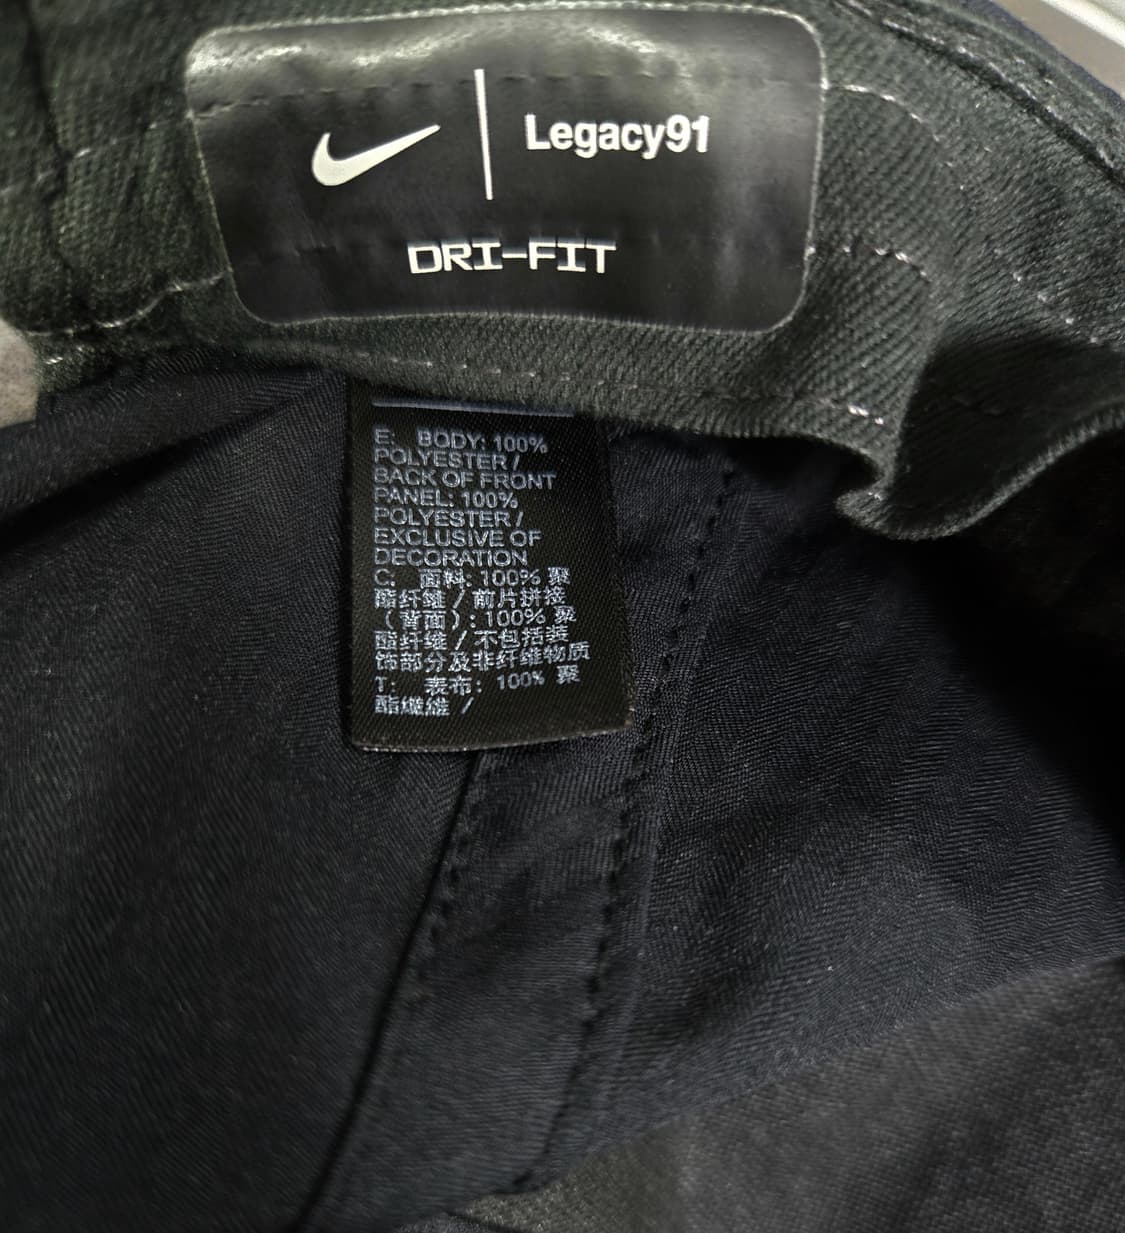 Legacy91
DRI-FIT
E: BODY: 100%
POLYESTER /
BACK OF FRONT
PANEL: 100%
POLYESTER /
EXCLUSIVE OF
DECORATION
C: 面料: 100% 聚
酯纤维 / 前片拼接
（背面）: 100% 聚
酯纤维 / 不包括装
饰部分及非纤维物质
T: 表布: 100% 聚
酯纖維 /